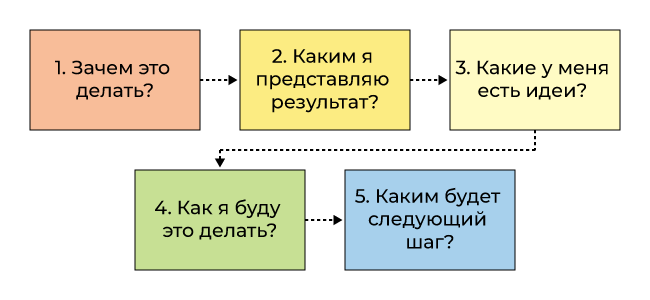 1. Зачем это
делать?
2. Каким я
представляю
результат?
3. Какие у меня
есть идеи?
4. Как я буду
это делать?
5. Каким будет
следующий
шаг?